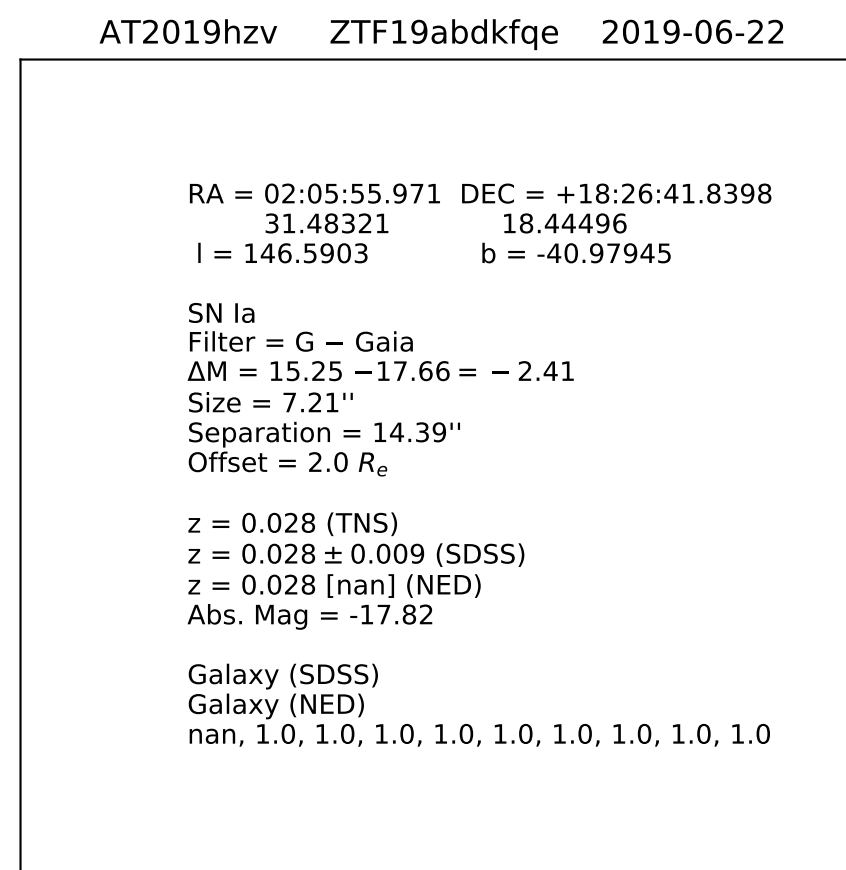 AT2019hzv ZTF19abdkfqe 2019-06-22
RA = 02:05:55.971 DEC = +18:26:41.8398
31.48321 18.44496
l = 146.5903 b = -40.97945
SN Ia
Filter = G − Gaia
ΔM = 15.25 −17.66 = − 2.41
Size = 7.21''
Separation = 14.39''
Offset = 2.0 Rₑ
z = 0.028 (TNS)
z = 0.028 ± 0.009 (SDSS)
z = 0.028 [nan] (NED)
Abs. Mag = -17.82
Galaxy (SDSS)
Galaxy (NED)
nan, 1.0, 1.0, 1.0, 1.0, 1.0, 1.0, 1.0, 1.0, 1.0